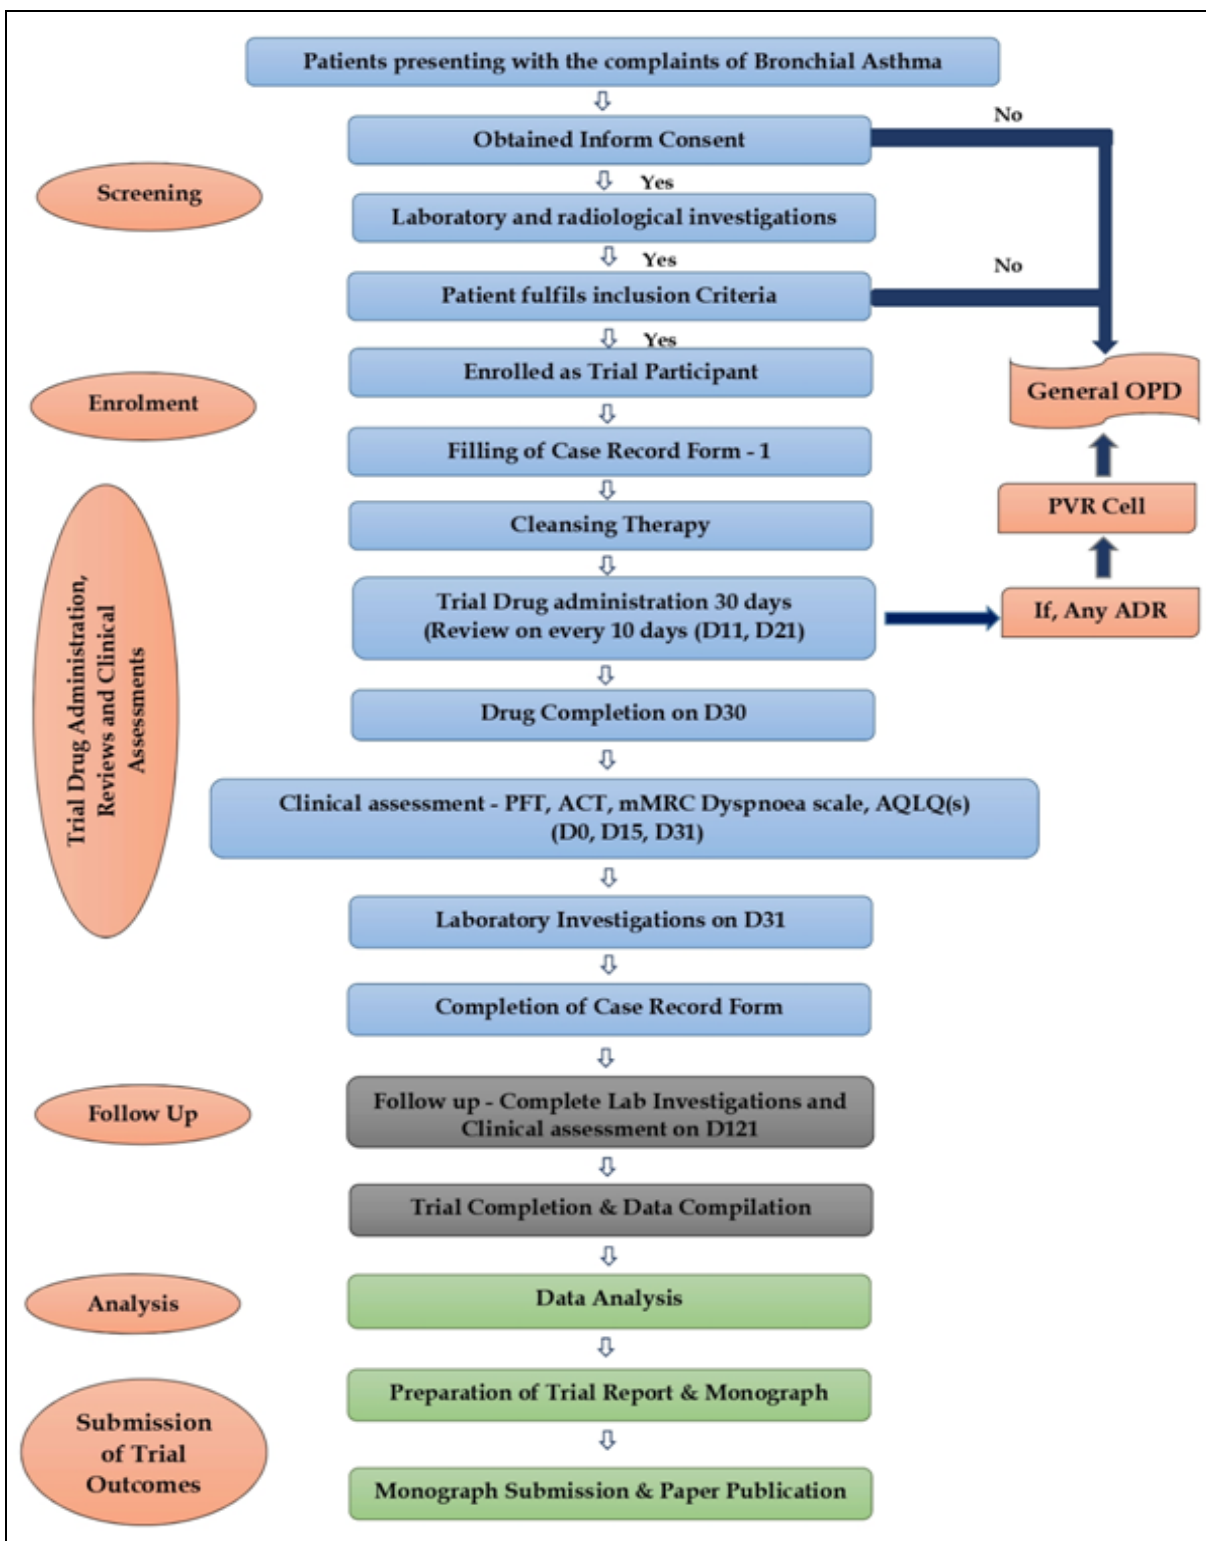 Patients presenting with the complaints of Bronchial Asthma
No
Obtained Inform Consent
Screening
Yes
Laboratory and radiological investigations
Yes
No
Patient fulfils inclusion Criteria
Yes
Enrolled as Trial Participant
General OPD
Enrolment
Filling of Case Record Form - 1
PVR Cell
Cleansing Therapy
Trial Drug Administration,
Reviews and Clinical
Assessments
Trial Drug administration 30 days
(Review on every 10 days (D11, D21)
If, Any ADR
Drug Completion on D30
Clinical assessment - PFT, ACT, mMRC Dyspnoea scale, AQLQ(s)
(D0, D15, D31)
Laboratory Investigations on D31
Completion of Case Record Form
Follow Up
Follow up - Complete Lab Investigations and
Clinical assessment on D121
Trial Completion & Data Compilation
Analysis
Data Analysis
Preparation of Trial Report & Monograph
Submission
of Trial
Outcomes
Monograph Submission & Paper Publication